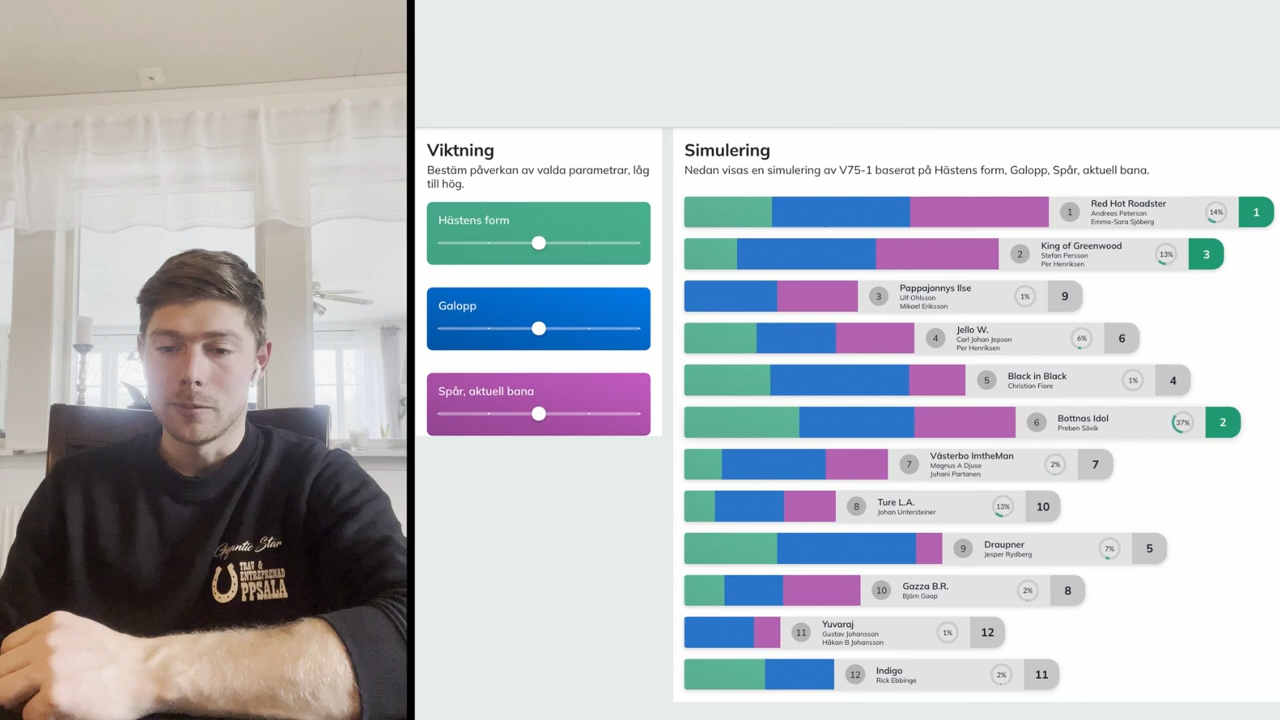 Gigantic Star
TRAV &
ENTREPRENAD
PPSALA
Viktning
Bestäm påverkan av valda parametrar, låg
till hög.
Hästens form
Galopp
Spår, aktuell bana
Simulering
Nedan visas en simulering av V75-1 baserat på Hästens form, Galopp, Spår, aktuell bana.
1
Red Hot Roadster
Andreas Peterson
Emma-Sara Sjöberg
14%
1
2
King of Greenwood
Stefan Persson
Per Henriksen
13%
3
3
Pappajonnys Ilse
Ulf Ohlsson
Mikael Eriksson
1%
9
4
Jello W.
Carl Johan Jepson
Per Henriksen
6%
6
5
Black in Black
Christian Fiore
1%
4
6
Bottnas Idol
Preben Sövik
37%
2
7
Västerbo ImtheMan
Magnus A Djuse
Juhani Partanen
2%
7
8
Ture L.A.
Johan Untersteiner
13%
10
9
Draupner
Jesper Rydberg
7%
5
10
Gazza B.R.
Björn Goop
2%
8
11
Yuvaraj
Gustav Johansson
Håkan B Johansson
1%
12
12
Indigo
Rick Ebbinge
2%
11